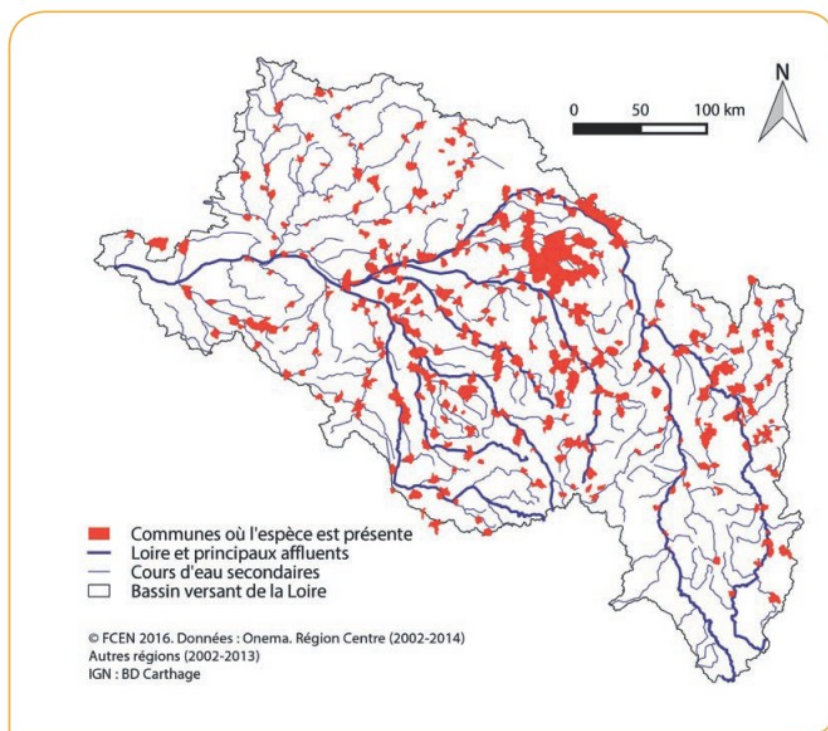 N
0 50 100 km
Communes où l'espèce est présente
Loire et principaux affluents
Cours d'eau secondaires
Bassin versant de la Loire
© FCEN 2016. Données : Onema. Région Centre (2002-2014)
Autres régions (2002-2013)
IGN : BD Carthage